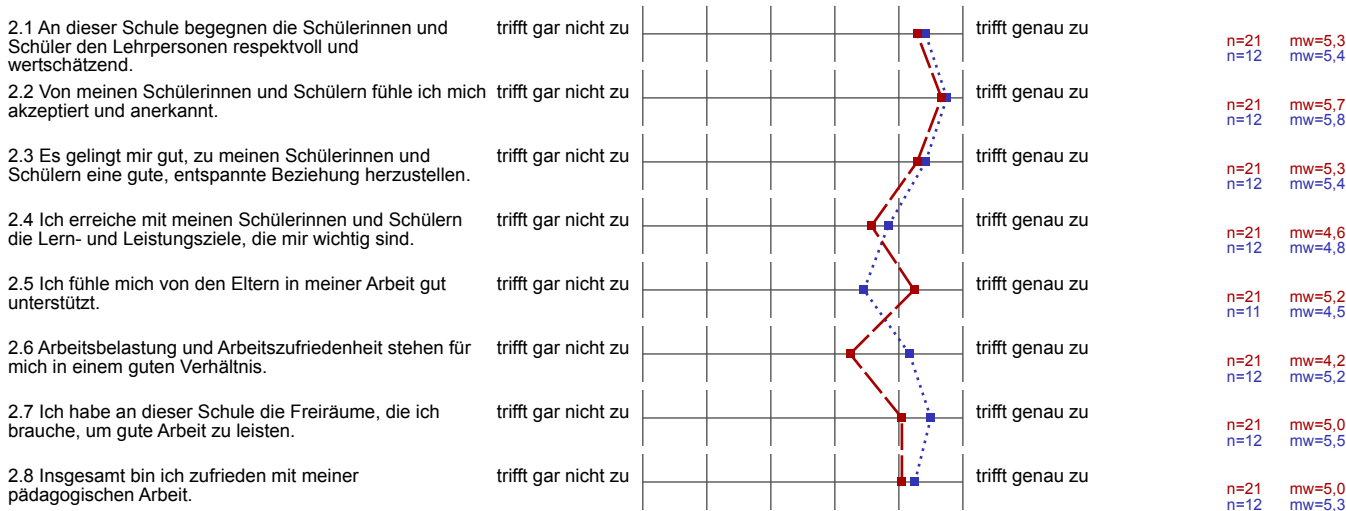 2.1 An dieser Schule begegnen die Schülerinnen und
Schüler den Lehrpersonen respektvoll und
wertschätzend.
trifft gar nicht zu
trifft genau zu
n=21 mw=5,3
n=12 mw=5,4
2.2 Von meinen Schülerinnen und Schülern fühle ich mich
akzeptiert und anerkannt.
trifft gar nicht zu
trifft genau zu
n=21 mw=5,7
n=12 mw=5,8
2.3 Es gelingt mir gut, zu meinen Schülerinnen und
Schülern eine gute, entspannte Beziehung herzustellen.
trifft gar nicht zu
trifft genau zu
n=21 mw=5,3
n=12 mw=5,4
2.4 Ich erreiche mit meinen Schülerinnen und Schülern
die Lern- und Leistungsziele, die mir wichtig sind.
trifft gar nicht zu
trifft genau zu
n=21 mw=4,6
n=12 mw=4,8
2.5 Ich fühle mich von den Eltern in meiner Arbeit gut
unterstützt.
trifft gar nicht zu
trifft genau zu
n=21 mw=5,2
n=11 mw=4,5
2.6 Arbeitsbelastung und Arbeitszufriedenheit stehen für
mich in einem guten Verhältnis.
trifft gar nicht zu
trifft genau zu
n=21 mw=4,2
n=12 mw=5,2
2.7 Ich habe an dieser Schule die Freiräume, die ich
brauche, um gute Arbeit zu leisten.
trifft gar nicht zu
trifft genau zu
n=21 mw=5,0
n=12 mw=5,5
2.8 Insgesamt bin ich zufrieden mit meiner
pädagogischen Arbeit.
trifft gar nicht zu
trifft genau zu
n=21 mw=5,0
n=12 mw=5,3